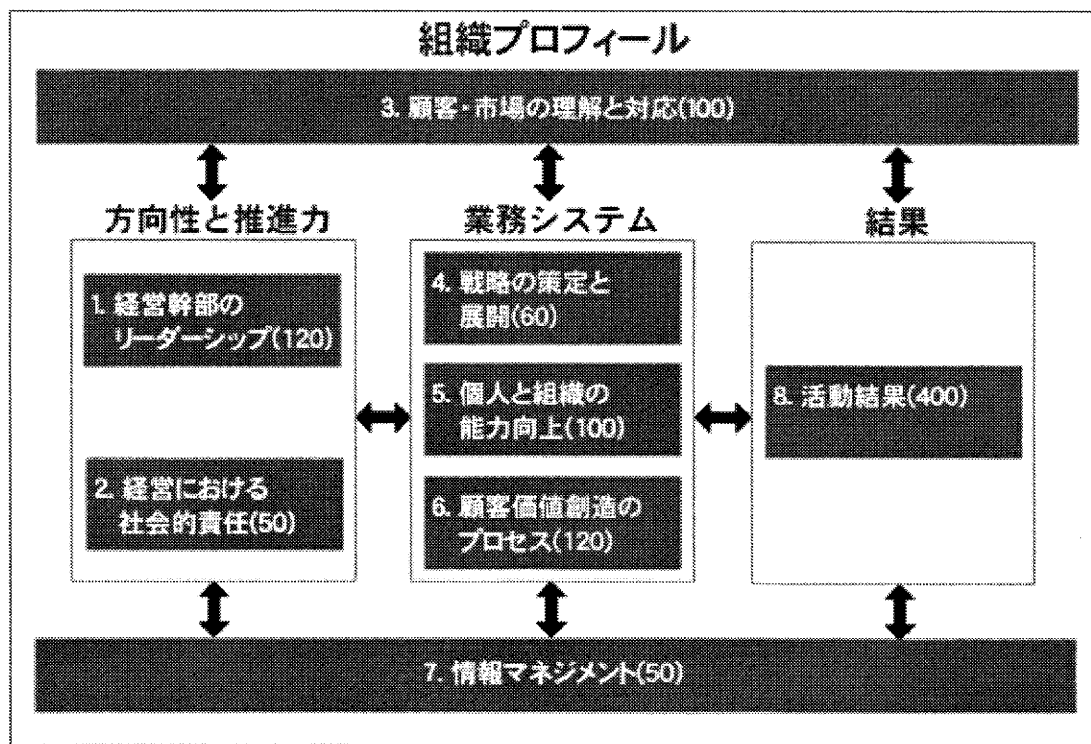 組織プロフィール
3. 顧客・市場の理解と対応(100)
方向性と推進力
1. 経営幹部の
リーダーシップ(120)
2. 経営における
社会的責任(50)
業務システム
4. 戦略の策定と
展開(60)
5. 個人と組織の
能力向上(100)
6. 顧客価値創造の
プロセス(120)
結果
8. 活動結果(400)
7. 情報マネジメント(50)